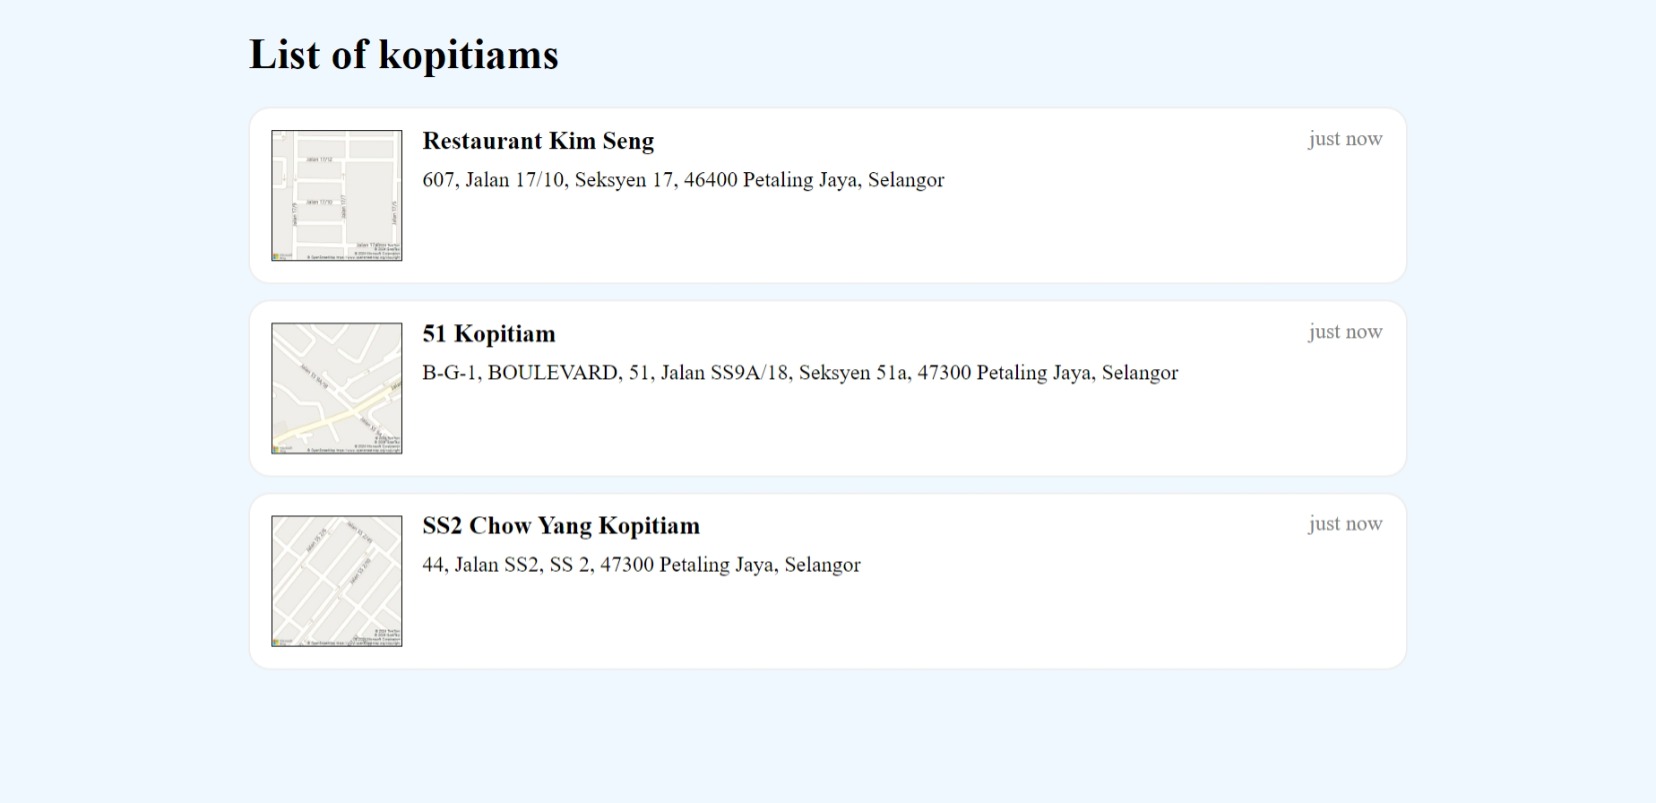 List of kopitiams
Restaurant Kim Seng
just now
607, Jalan 17/10, Seksyen 17, 46400 Petaling Jaya, Selangor
51 Kopitiam
just now
B-G-1, BOULEVARD, 51, Jalan SS9A/18, Seksyen 51a, 47300 Petaling Jaya, Selangor
SS2 Chow Yang Kopitiam
just now
44, Jalan SS2, SS 2, 47300 Petaling Jaya, Selangor